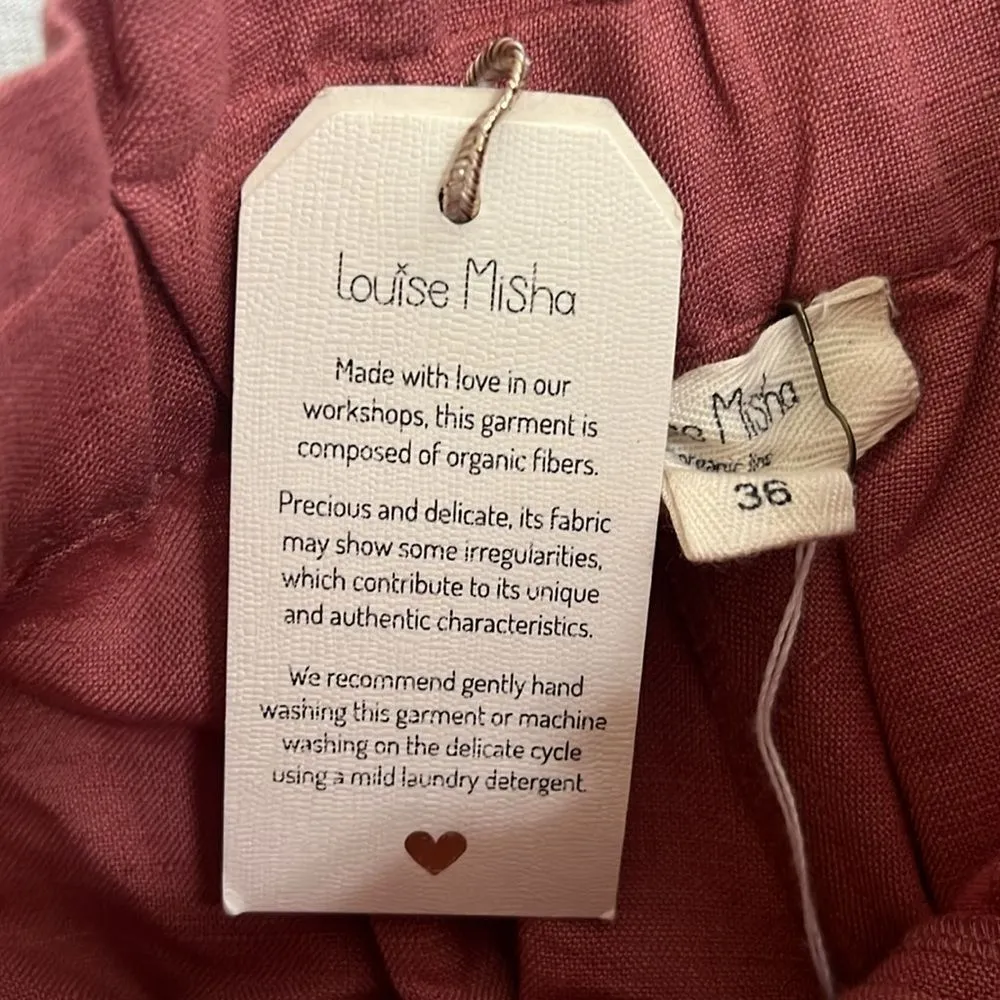 Louise Misha
Made with love in our
workshops, this garment is
composed of organic fibers.
Precious and delicate, its fabric
may show some irregularities,
which contribute to its unique
and authentic characteristics.
We recommend gently hand
washing this garment or machine
washing on the delicate cycle
using a mild laundry detergent.
Misha
organic line
36